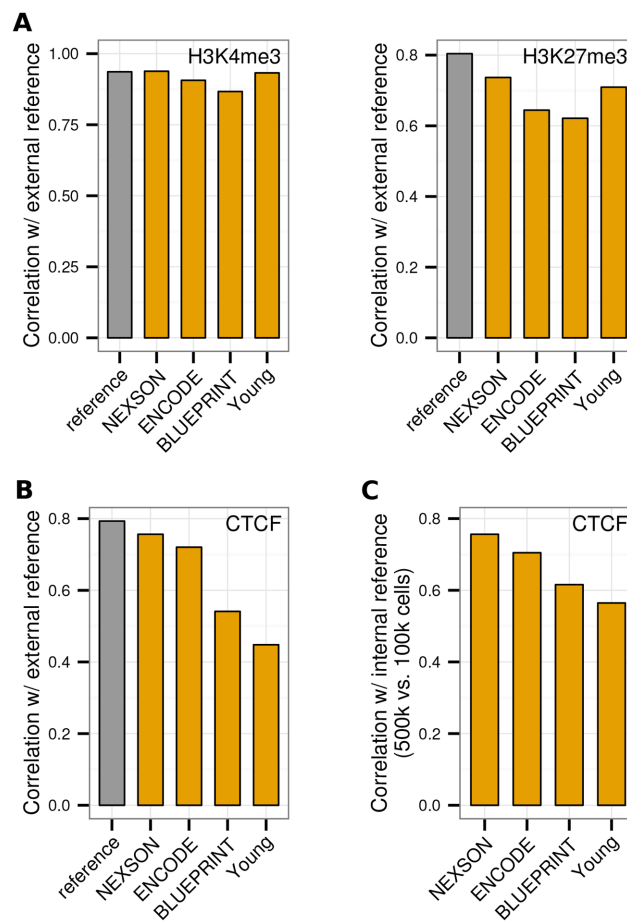 A
H3K4me3
Correlation w/ external reference
1.00
0.75
0.50
0.25
0.00
reference
NEXSON
ENCODE
BLUEPRINT
Young
H3K27me3
Correlation w/ external reference
0.8
0.6
0.4
0.2
0.0
reference
NEXSON
ENCODE
BLUEPRINT
Young
B
CTCF
Correlation w/ external reference
0.8
0.6
0.4
0.2
0.0
reference
NEXSON
ENCODE
BLUEPRINT
Young
C
CTCF
Correlation w/ internal reference
(500k vs. 100k cells)
0.8
0.6
0.4
0.2
0.0
NEXSON
ENCODE
BLUEPRINT
Young